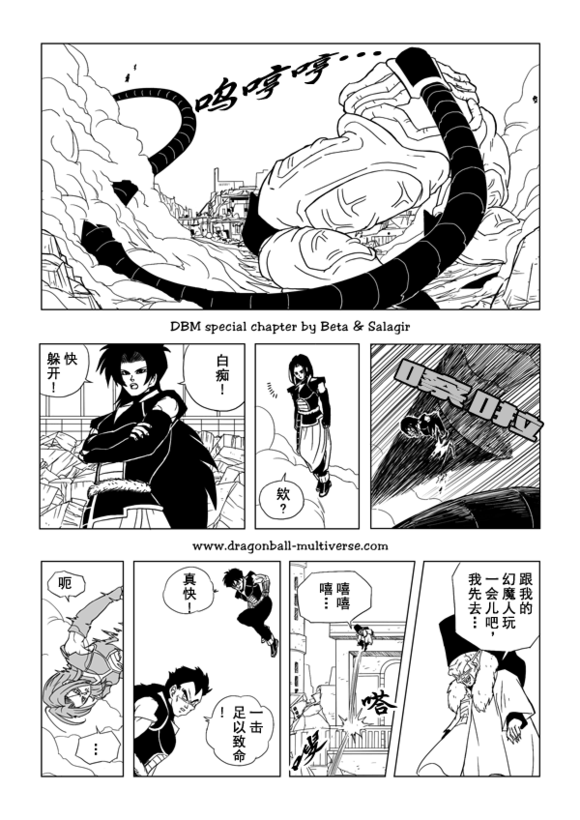 呜哼哼…
DBM special chapter by Beta & Salagir
白痴！
快
躲开！
欸？
嚓啦
www.dragonball-multiverse.com
跟我的
幻魔人玩
一会儿吧，
我先去…
嘻嘻
嘻…
嗒
真快！
一击
足以致命
！
呃
…